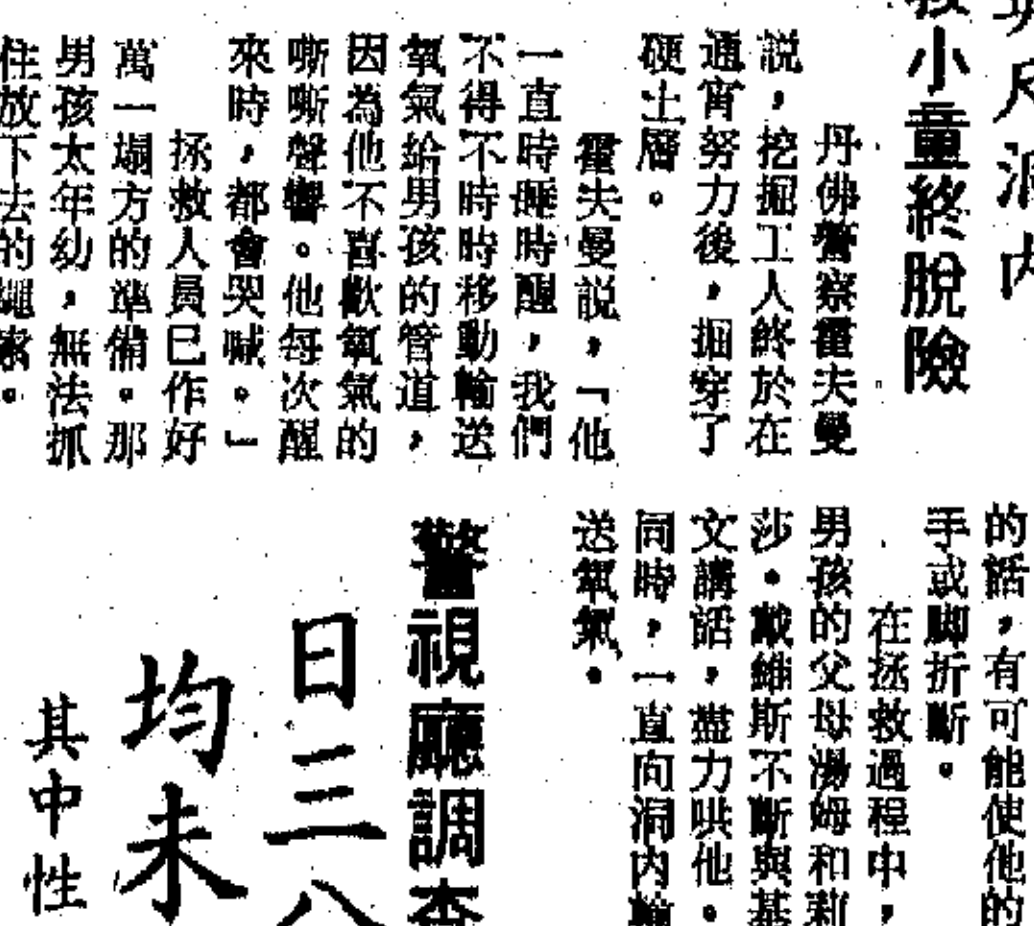 英尺洞内
救小童終脫險
丹佛警察霍夫曼
説，挖掘工人終於在
通宵努力後，掘穿了
硬土層。
霍夫曼説，「他
一直時睡時醒，我們
不得不時時移動輸送
氧氣給男孩的管道，
因為他不喜歡氧氣的
嘶嘶聲響。他每次醒
來時，都會哭喊。」
拯救人員已作好
萬一塌方的準備。那
男孩太年幼，無法抓
住放下去的繩索。
的話，有可能使他的
手或脚折斷。
在拯救過程中，
男孩的父母湯姆和莉
莎·戴維斯不斷與基
文講話，盡力哄他。
同時，一直向洞内輸
送氧氣。
警視廳調查
日三八
均未
其中性